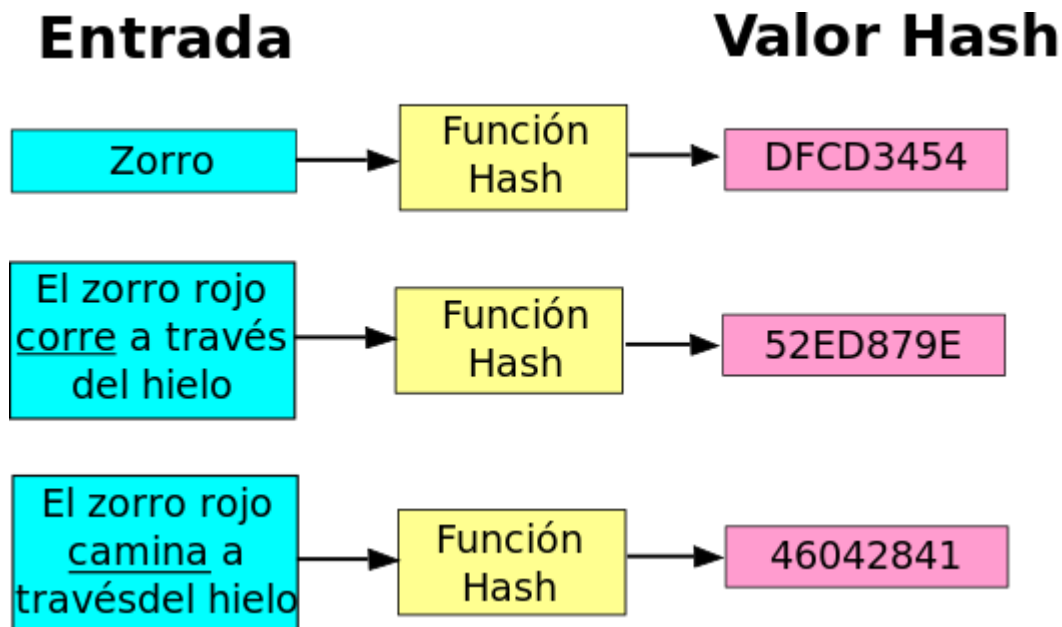 Entrada
Valor Hash
Zorro
Función
Hash
DFCD3454
El zorro rojo
corre a través
del hielo
Función
Hash
52ED879E
El zorro rojo
camina a
travésdel hielo
Función
Hash
46042841